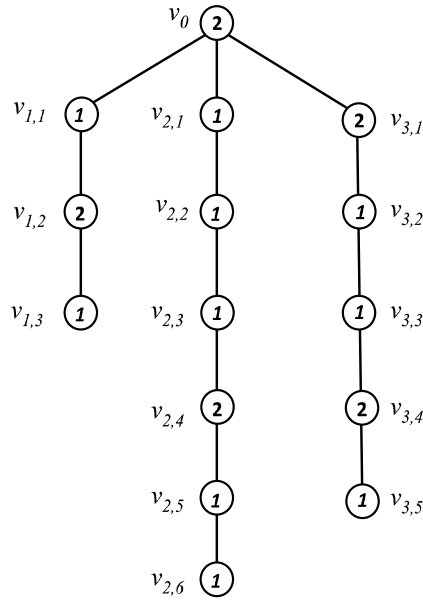 v0 2
v1,1 1 v2,1 1 2 v3,1
v1,2 2 v2,2 1 1 v3,2
v1,3 1 v2,3 1 1 v3,3
v2,4 2 2 v3,4
v2,5 1 1 v3,5
v2,6 1